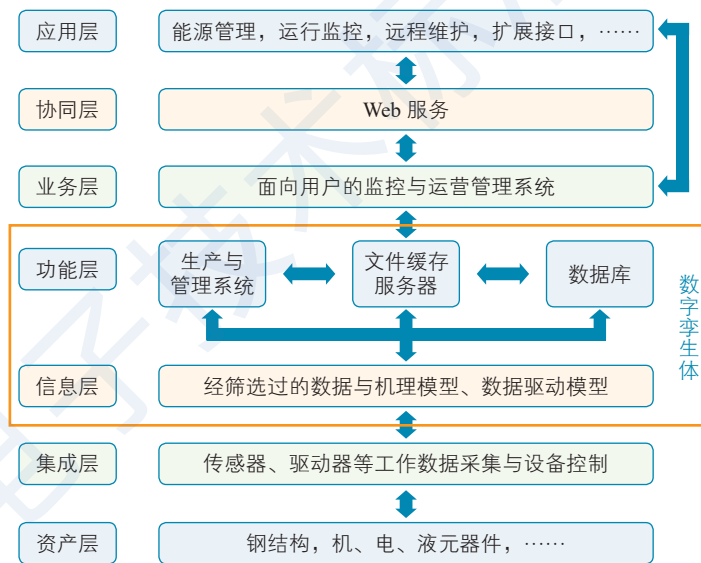 应用层
能源管理，运行监控，远程维护，扩展接口，……
协同层
Web 服务
业务层
面向用户的监控与运营管理系统
功能层
生产与
管理系统
文件缓存
服务器
数据库
数字孪生体
信息层
经筛选过的数据与机理模型、数据驱动模型
集成层
传感器、驱动器等工作数据采集与设备控制
资产层
钢结构，机、电、液元器件，……
电子技术标准